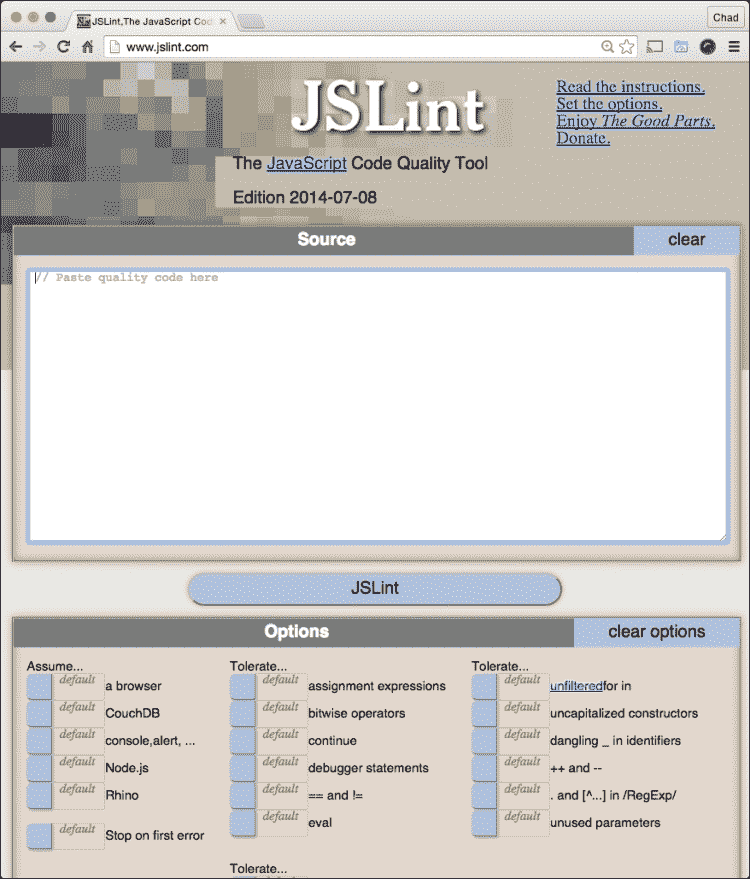 JSLint,The JavaScript Cod
Chad
www.jslint.com
JSLint
Read the instructions.
Set the options.
Enjoy The Good Parts.
Donate.
The JavaScript Code Quality Tool
Edition 2014-07-08
Source
clear
// Paste quality code here
JSLint
Options
clear options
Assume...
default a browser
default CouchDB
default console,alert, ...
default Node.js
default Rhino
default Stop on first error
Tolerate...
default assignment expressions
default bitwise operators
default continue
default debugger statements
default == and !=
default eval
Tolerate...
Tolerate...
default unfilteredfor in
default uncapitalized constructors
default dangling _ in identifiers
default ++ and --
default . and [^...] in /RegExp/
default unused parameters